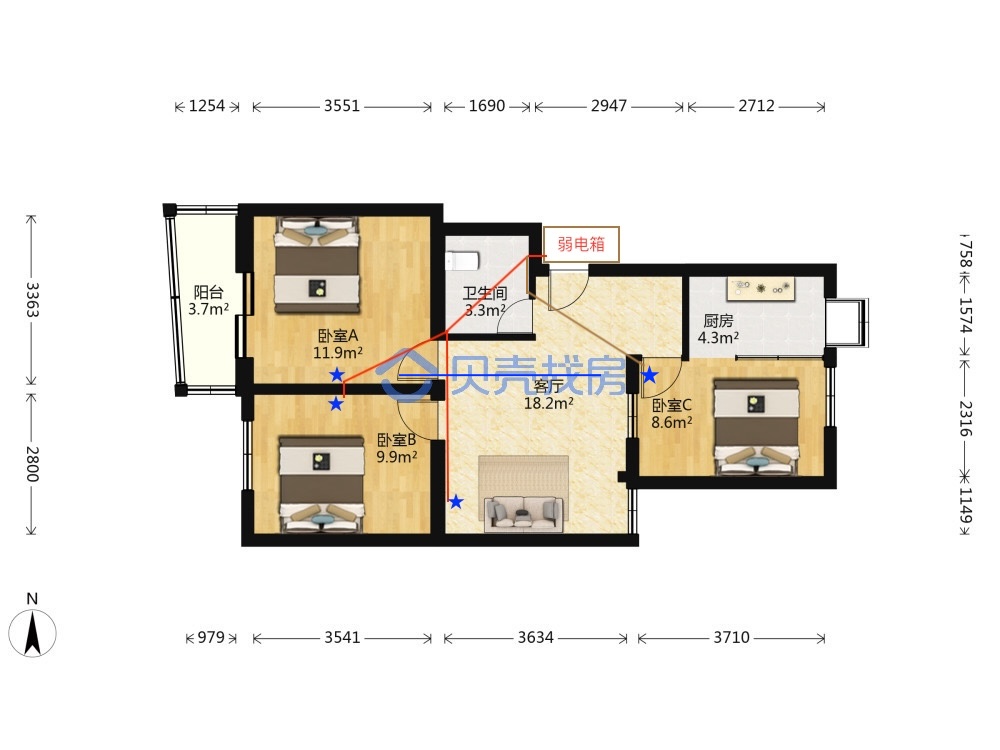 1254
3551
1690
2947
2712
弱电箱
758
3363
1574
阳台
3.7m²
卫生间
3.3m²
厨房
4.3m²
卧室A
11.9m²
贝壳找房
客厅
18.2m²
卧室C
8.6m²
2316
卧室B
9.9m²
2800
1149
N
979
3541
3634
3710